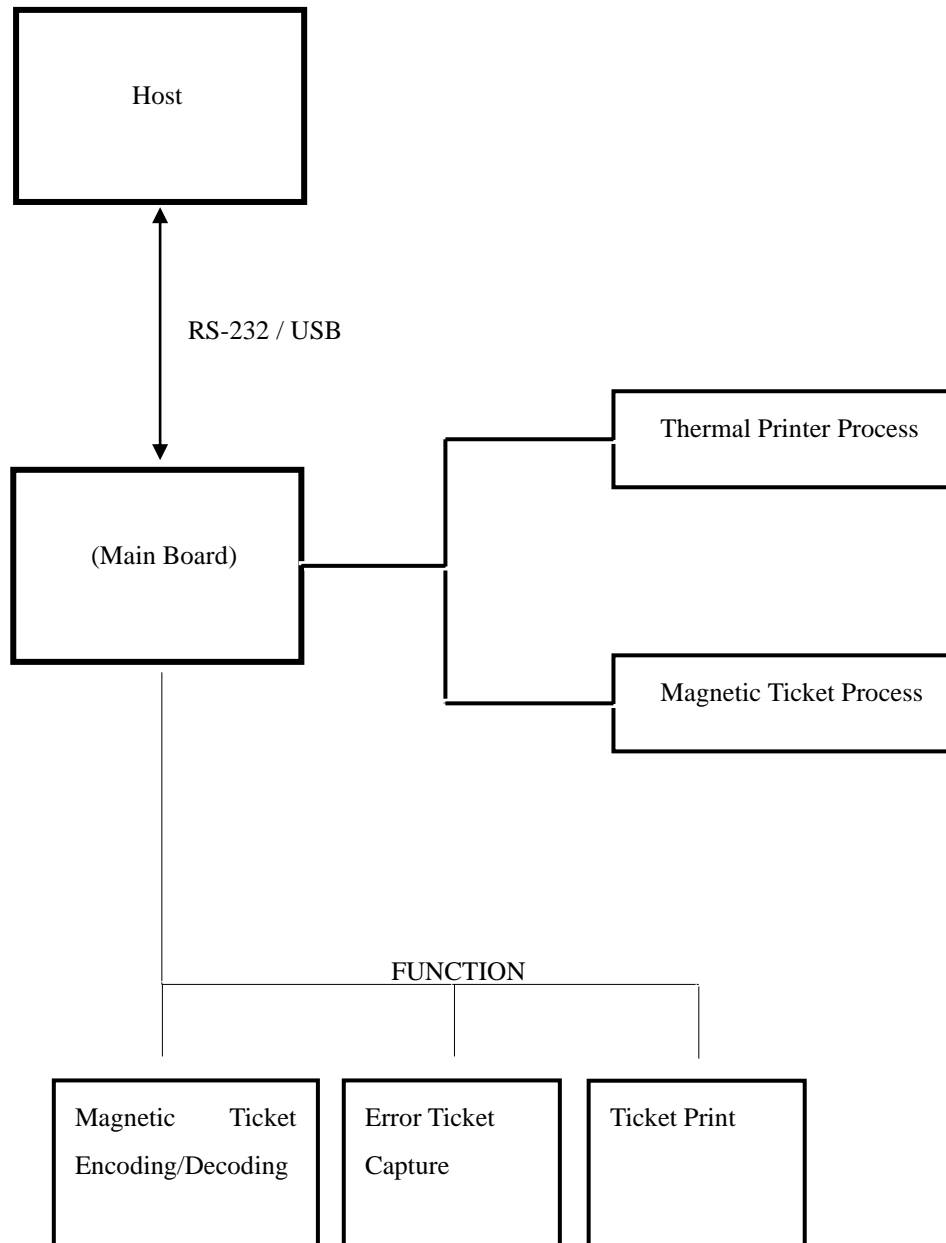 Host
RS-232 / USB
Thermal Printer Process
(Main Board)
Magnetic Ticket Process
FUNCTION
Magnetic Ticket
Encoding/Decoding
Error Ticket
Capture
Ticket Print